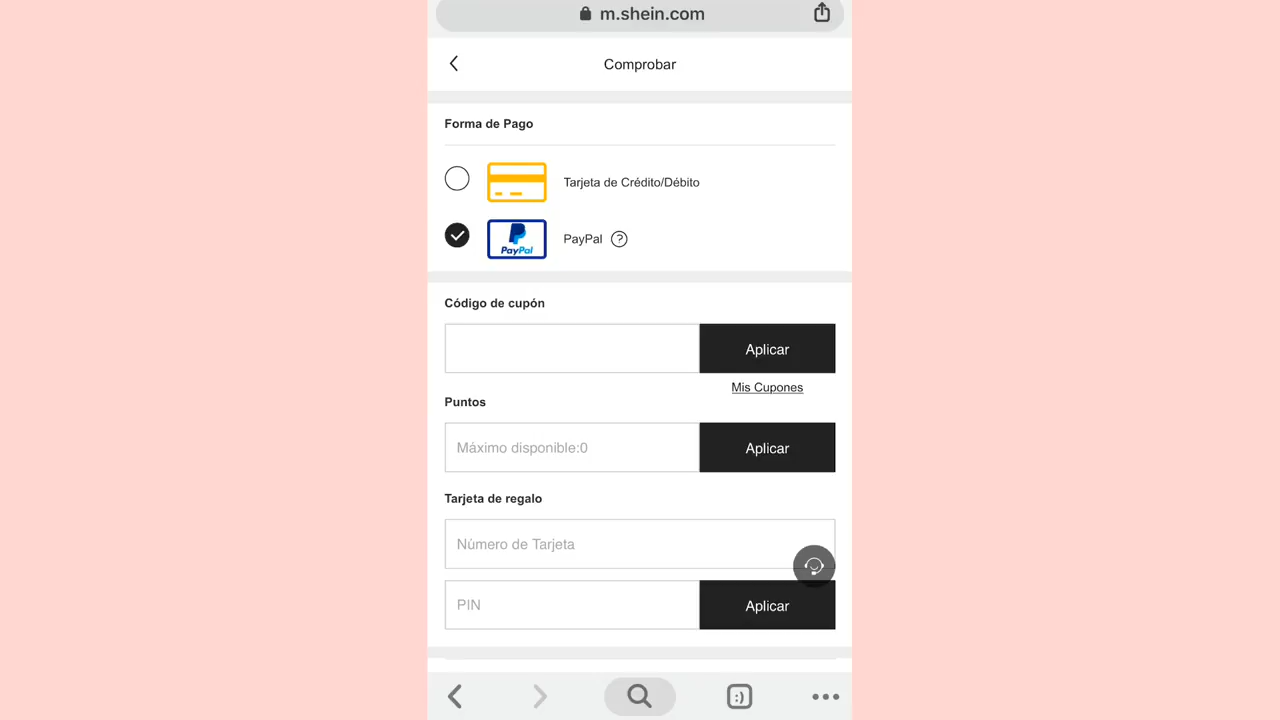 m.shein.com
Comprobar
Forma de Pago
Tarjeta de Crédito/Débito
PayPal
PayPal ?
Código de cupón
Aplicar
Mis Cupones
Puntos
Máximo disponible:0
Aplicar
Tarjeta de regalo
Número de Tarjeta
PIN
Aplicar
:)